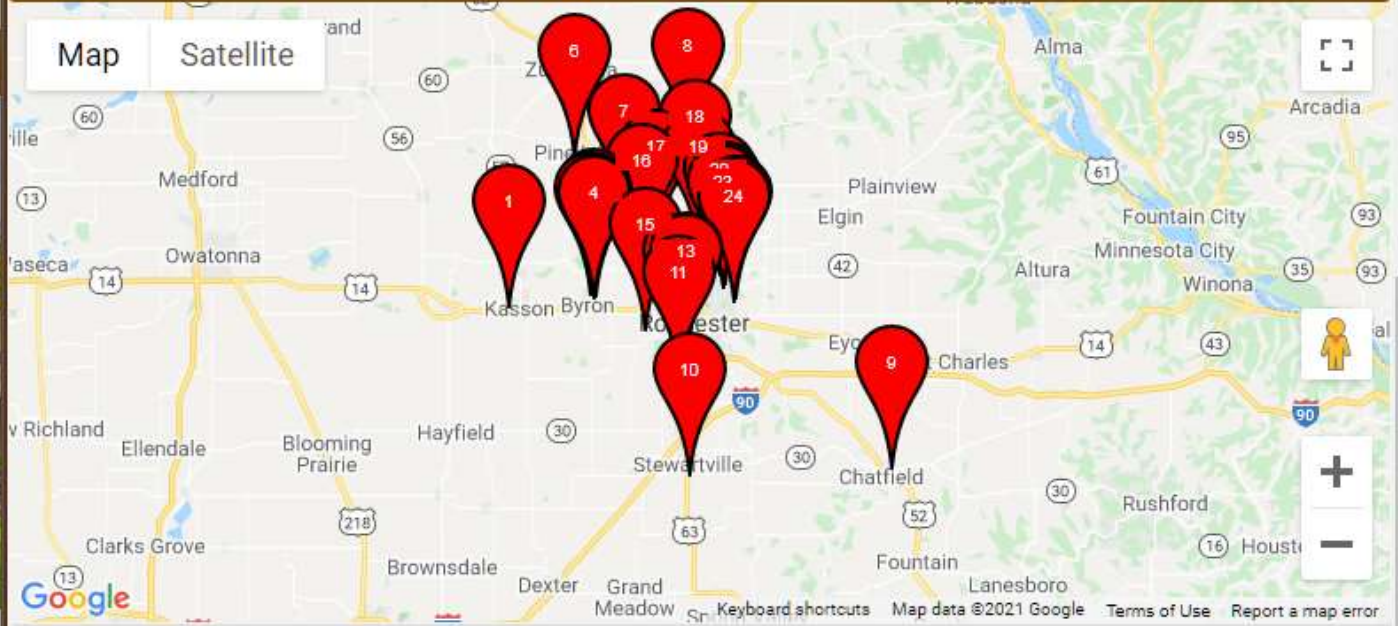 Map
Satellite
6
8
Alma
60
7
18
Arcadia
60
56
17
19
95
Pine
16
61
Medford
4
24
Plainview
13
1
Elgin
Fountain City
93
15
Owatonna
13
Minnesota City
14
14
11
42
Altura
35
93
Winona
Kasson
Byron
14
43
9
Charles
10
90
90
Richland
Ellendale
Blooming
Prairie
Hayfield
30
Stewartville
30
Chatfield
30
Rushford
218
63
52
16
Clarks Grove
Brownsdale
Fountain
13
Dexter
Grand
Meadow
Lanesboro
Google
Keyboard shortcuts
Map data ©2021 Google
Terms of Use
Report a map error